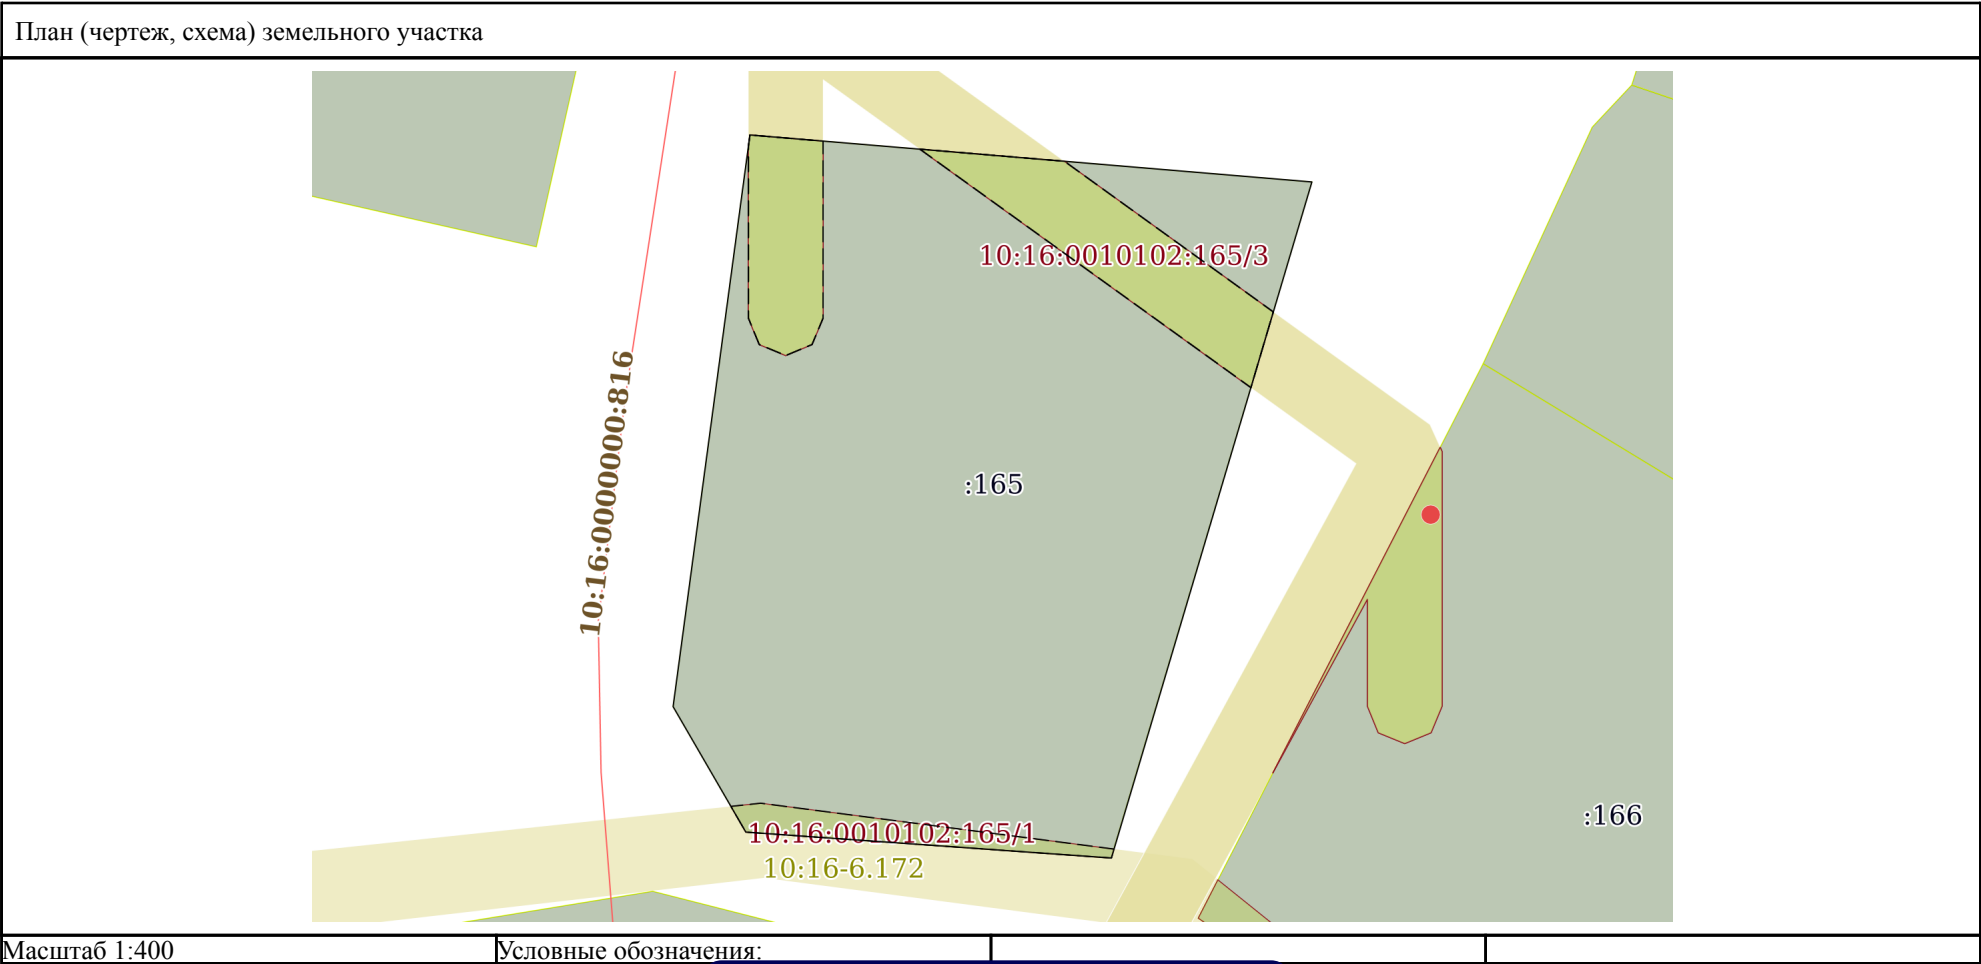 План (чертеж, схема) земельного участка
10:16:0010102:165/3
10:16:0000000:816
:165
:166
10:16:0010102:165/1
10:16-6.172
Масштаб 1:400
Условные обозначения: